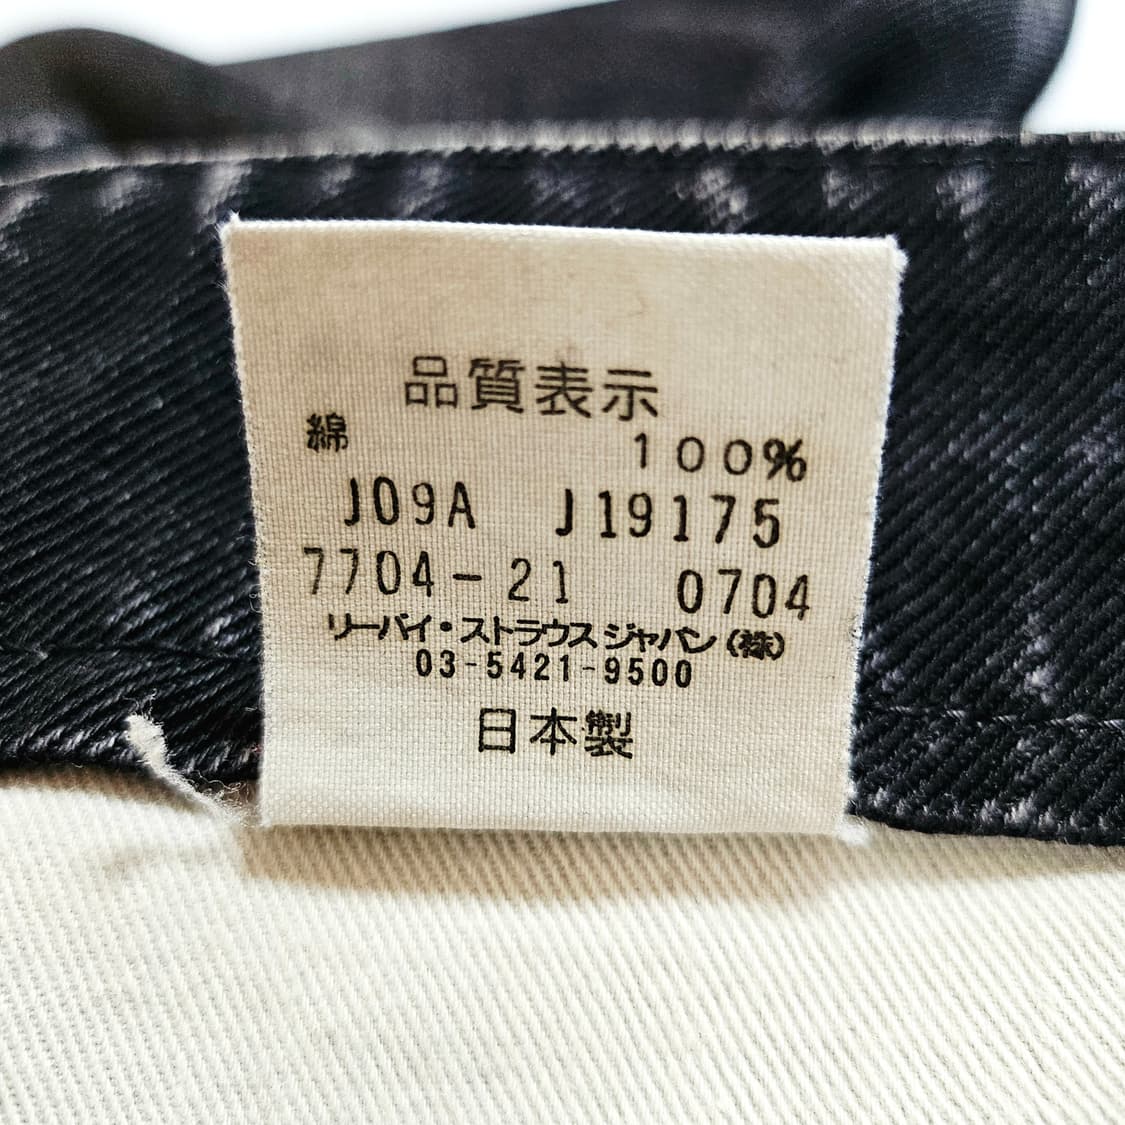 品質表示
綿 100%
J09A J19175
7704-21 0704
リーバイ・ストラウス ジャパン(株)
03-5421-9500
日本製